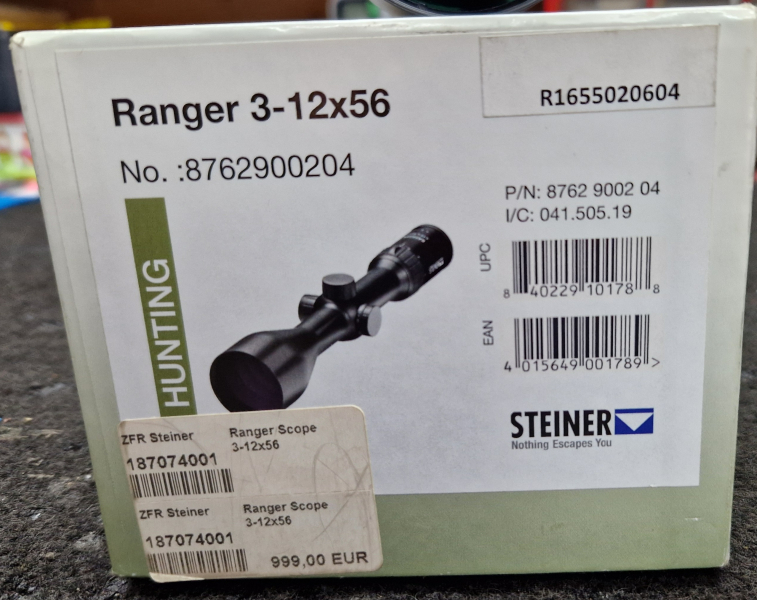 Ranger 3-12x56
R1655020604
No. :8762900204
P/N: 8762 9002 04
I/C: 041.505.19
HUNTING
UPC
8 40229 10178 8
EAN
4 015649 001789 >
STEINER
Nothing Escapes You
ZFR Steiner Ranger Scope
3-12x56
187074001
ZFR Steiner Ranger Scope
3-12x56
187074001
999,00 EUR